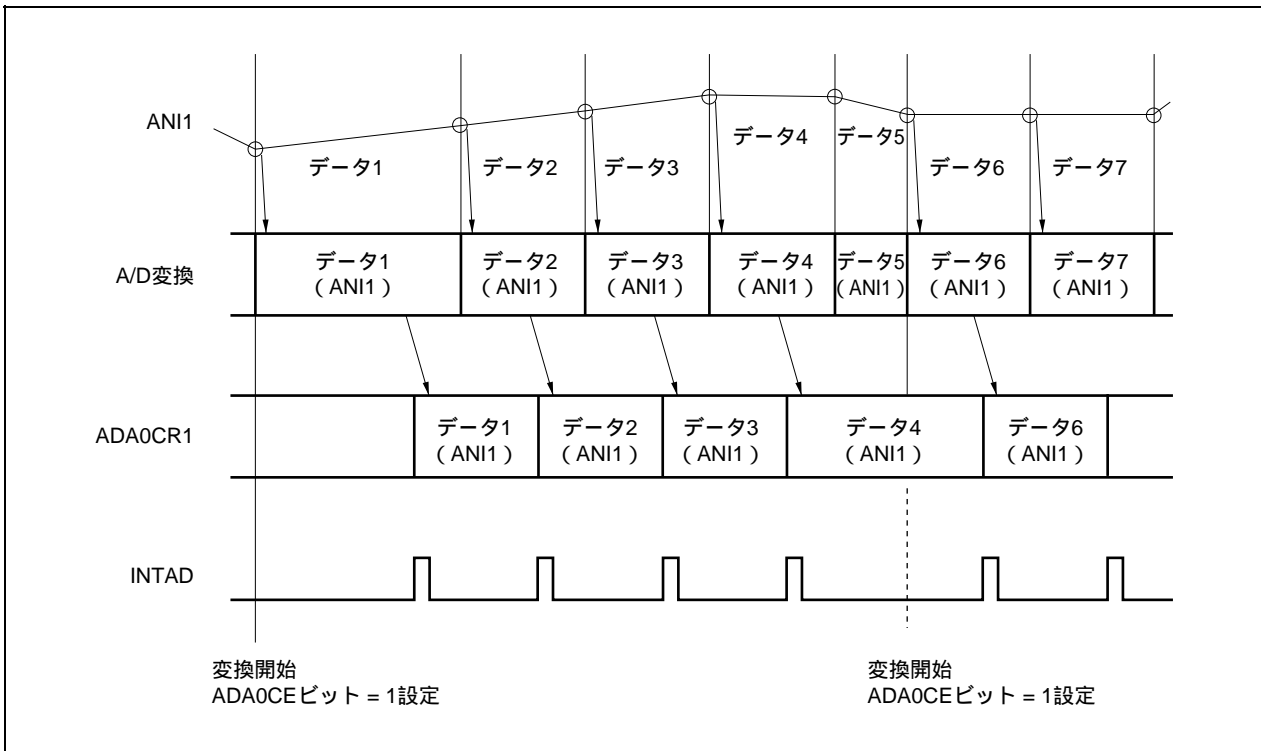 ANI1
データ1
データ2
データ3
データ4
データ5
データ6
データ7
A/D変換
データ1
（ANI1）
データ2
（ANI1）
データ3
（ANI1）
データ4
（ANI1）
データ5
（ANI1）
データ6
（ANI1）
データ7
（ANI1）
ADA0CR1
データ1
（ANI1）
データ2
（ANI1）
データ3
（ANI1）
データ4
（ANI1）
データ6
（ANI1）
INTAD
変換開始
ADA0CEビット = 1設定
変換開始
ADA0CEビット = 1設定